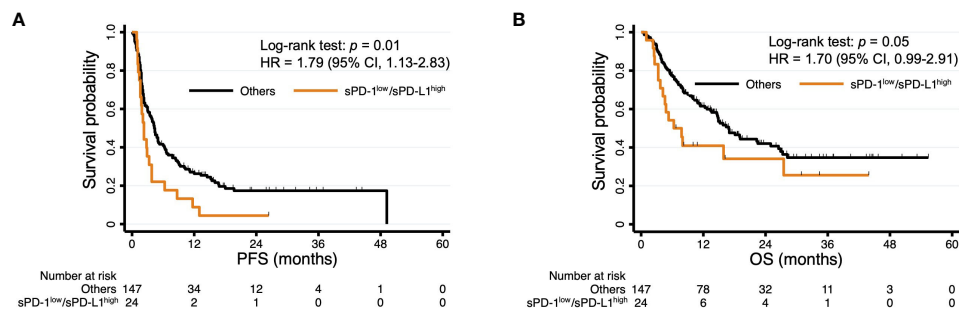 A
Log-rank test: p = 0.01
HR = 1.79 (95% CI, 1.13-2.83)
Others sPD-1low/sPD-L1high
Survival probability
1.0
0.8
0.6
0.4
0.2
0
0 12 24 36 48 60
PFS (months)
Number at risk
Others 147 34 12 4 1 0
sPD-1low/sPD-L1high 24 2 1 0 0 0
B
Log-rank test: p = 0.05
HR = 1.70 (95% CI, 0.99-2.91)
Others sPD-1low/sPD-L1high
Survival probability
1.0
0.8
0.6
0.4
0.2
0
0 12 24 36 48 60
OS (months)
Number at risk
Others 147 78 32 11 3 0
sPD-1low/sPD-L1high 24 6 4 1 0 0